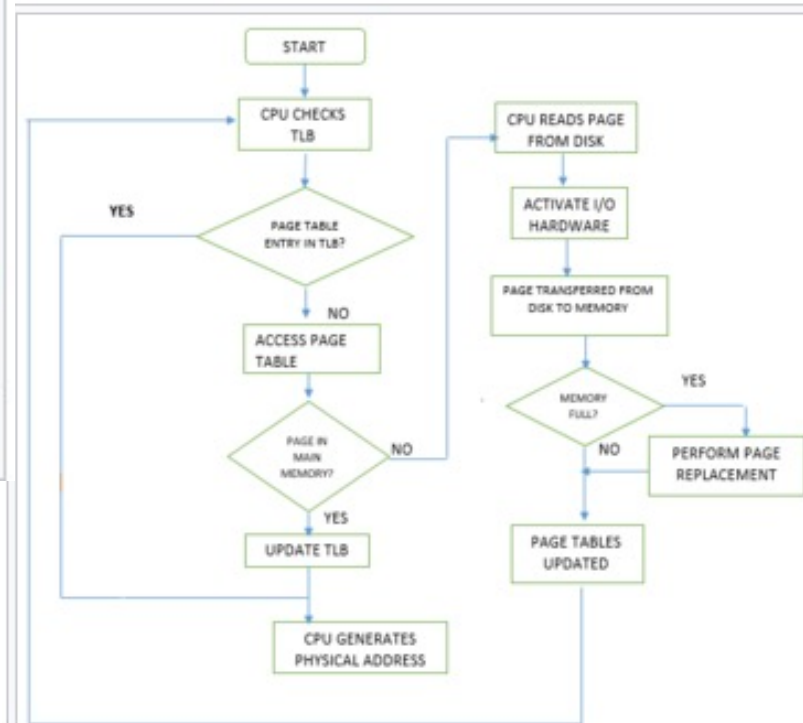 START
CPU CHECKS
TLB
YES
PAGE TABLE
ENTRY IN TLB?
NO
ACCESS PAGE
TABLE
PAGE IN
MAIN
MEMORY?
NO
YES
UPDATE TLB
CPU GENERATES
PHYSICAL ADDRESS
CPU READS PAGE
FROM DISK
ACTIVATE I/O
HARDWARE
PAGE TRANSFERRED FROM
DISK TO MEMORY
MEMORY
FULL?
YES
NO
PERFORM PAGE
REPLACEMENT
PAGE TABLES
UPDATED